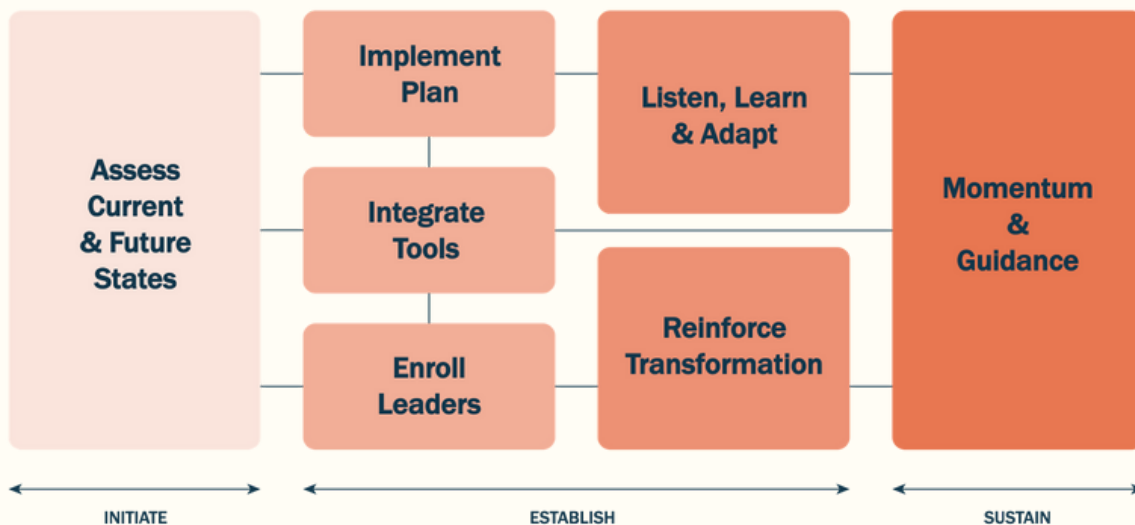 Assess
Current
& Future
States
Implement
Plan
Integrate
Tools
Enroll
Leaders
Listen, Learn
& Adapt
Reinforce
Transformation
Momentum
&
Guidance
INITIATE
ESTABLISH
SUSTAIN